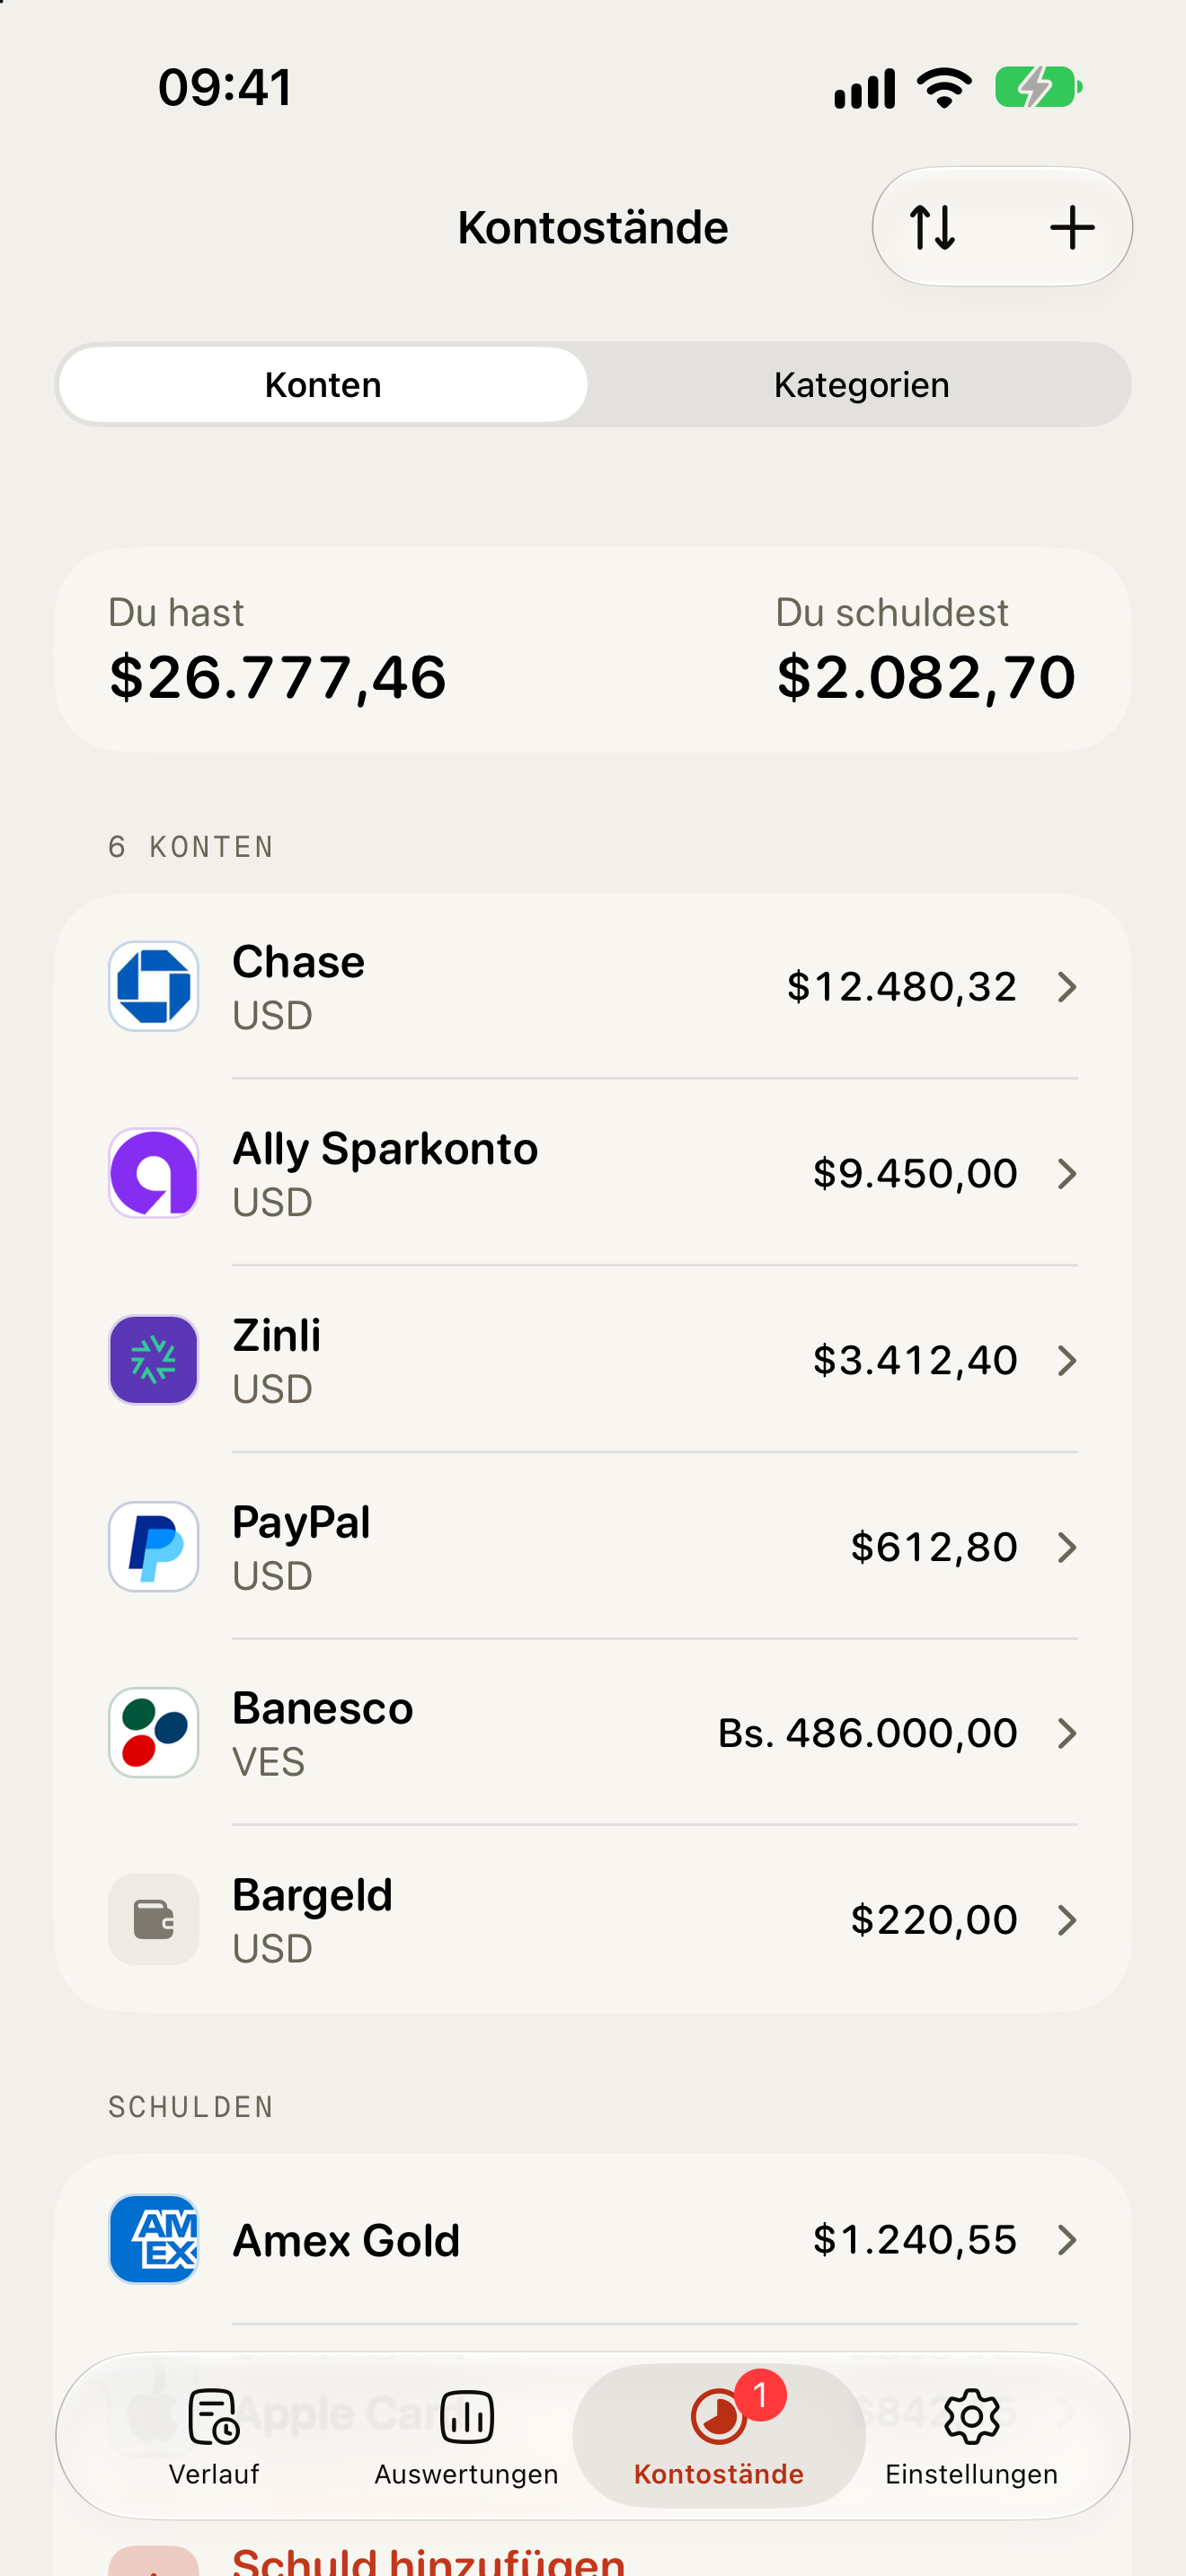 09:41
Kontostände
Konten
Kategorien
Du hast
Du schuldest
$26.777,46
$2.082,70
6 KONTEN
Chase
USD
$12.480,32
Ally Sparkonto
USD
$9.450,00
Zinli
USD
$3.412,40
PayPal
USD
$612,80
Banesco
VES
Bs. 486.000,00
Bargeld
USD
$220,00
SCHULDEN
AM
EX
Amex Gold
$1.240,55
Apple Card
1
Verlauf
Auswertungen
Kontostände
Einstellungen
Schuld hinzufügen